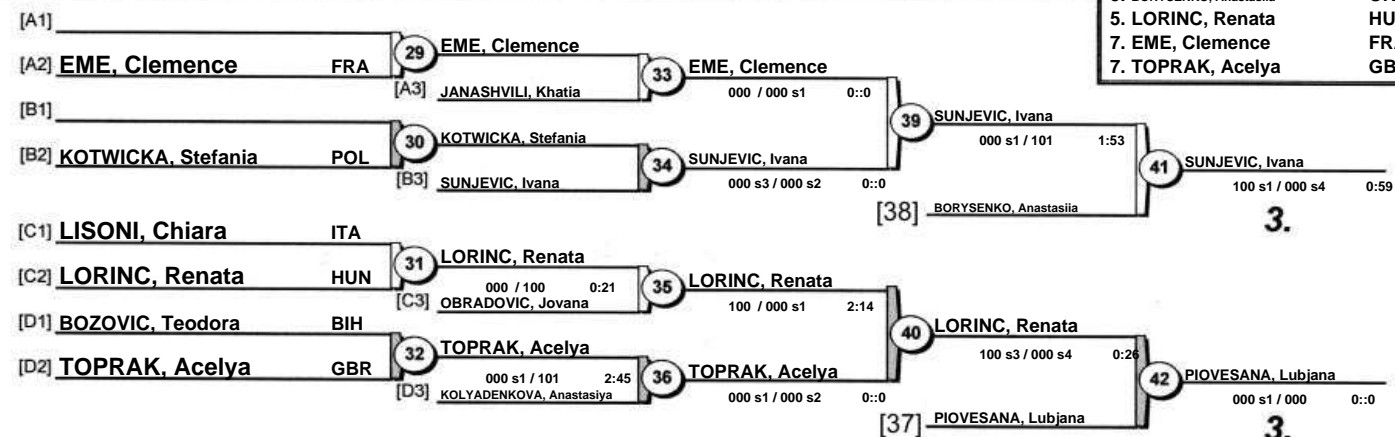 5. LORINC, Renata HU
7. EME, Clemence FRA
7. TOPRAK, Acelya GB
[A1]
[A2] EME, Clemence FRA
29
EME, Clemence
[A3] JANASHVILI, Khatia
33
EME, Clemence
000 / 000 s1 0::0
[B1]
[B2] KOTWICKA, Stefania POL
30
KOTWICKA, Stefania
[B3] SUNJEVIC, Ivana
34
SUNJEVIC, Ivana
000 s3 / 000 s2 0::0
39
SUNJEVIC, Ivana
000 s1 / 101 1:53
[38] BORYSENKO, Anastasiia
41
SUNJEVIC, Ivana
100 s1 / 000 s4 0:59
3.
[C1] LISONI, Chiara ITA
[C2] LORINC, Renata HUN
31
LORINC, Renata
000 / 100 0:21
[C3] OBRADOVIC, Jovana
35
LORINC, Renata
100 / 000 s1 2:14
[D1] BOZOVIC, Teodora BIH
[D2] TOPRAK, Acelya GBR
32
TOPRAK, Acelya
000 s1 / 101 2:45
[D3] KOLYADENKOVA, Anastasiya
36
TOPRAK, Acelya
000 s1 / 000 s2 0::0
40
LORINC, Renata
100 s3 / 000 s4 0:26
[37] PIOVESANA, Lubjana
42
PIOVESANA, Lubjana
000 s1 / 000 0::0
3.